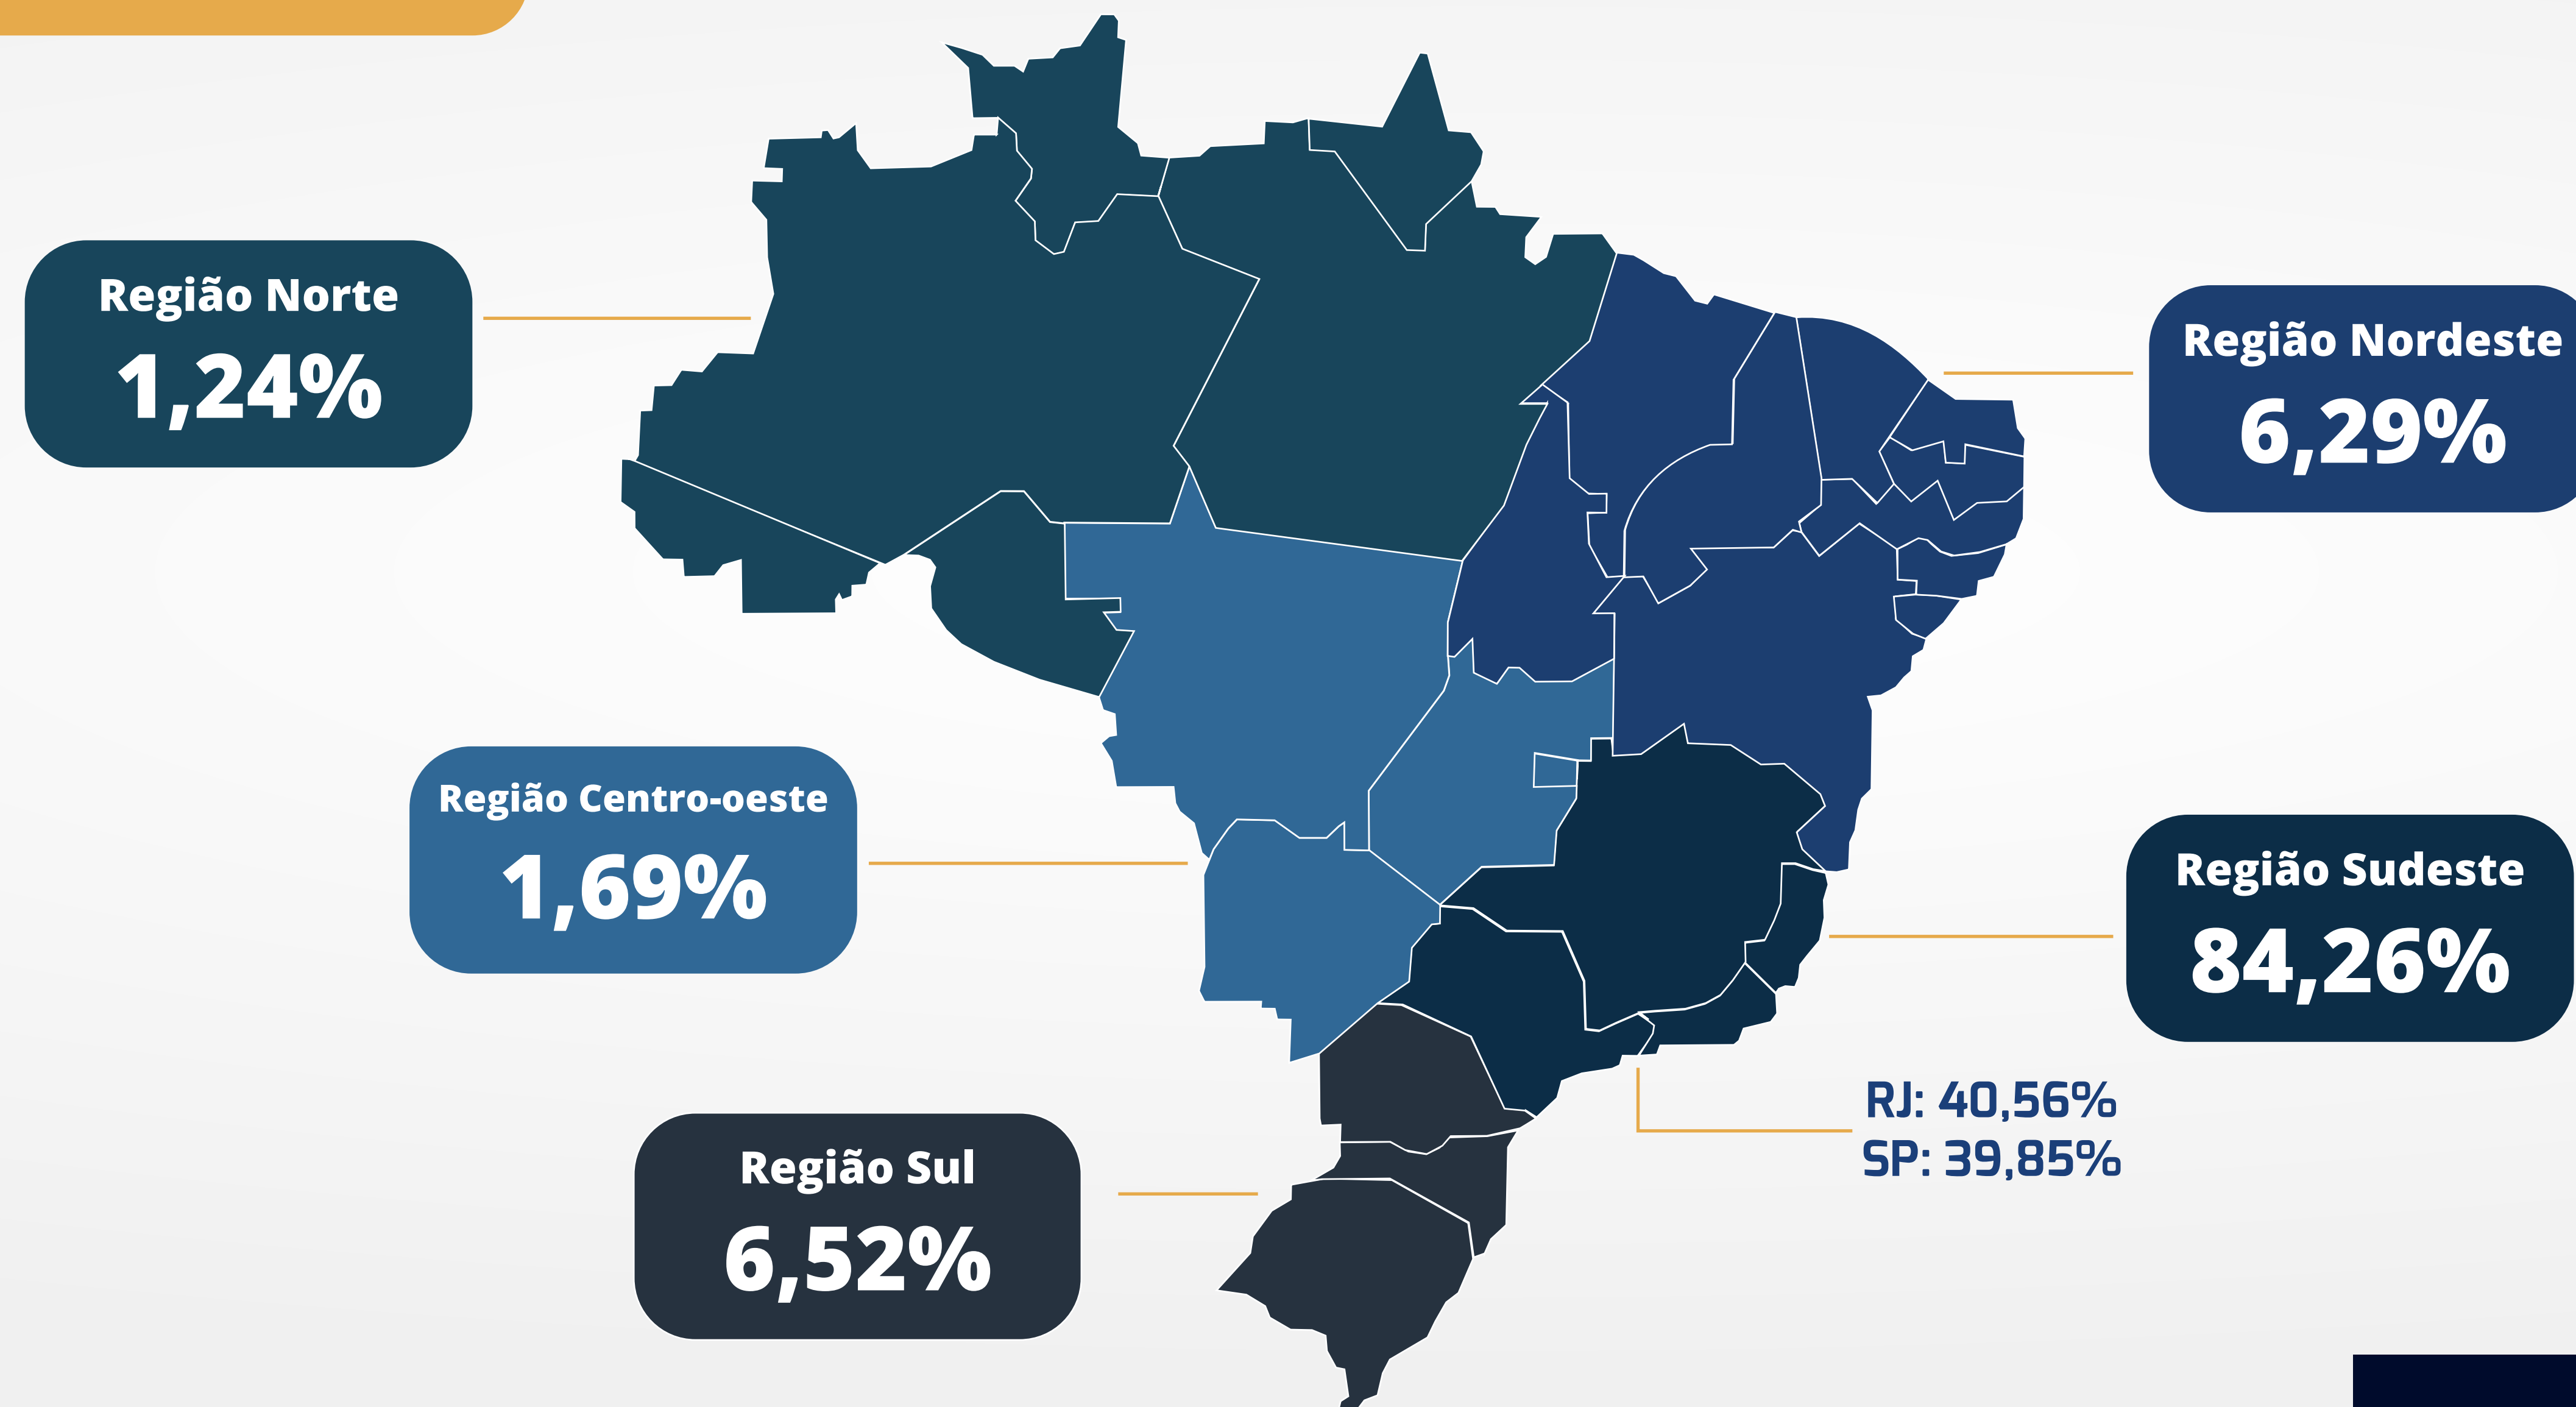 Região Norte
1,24%
Região Nordeste
6,29%
Região Centro-oeste
1,69%
Região Sudeste
84,26%
RJ: 40,56%
SP: 39,85%
Região Sul
6,52%